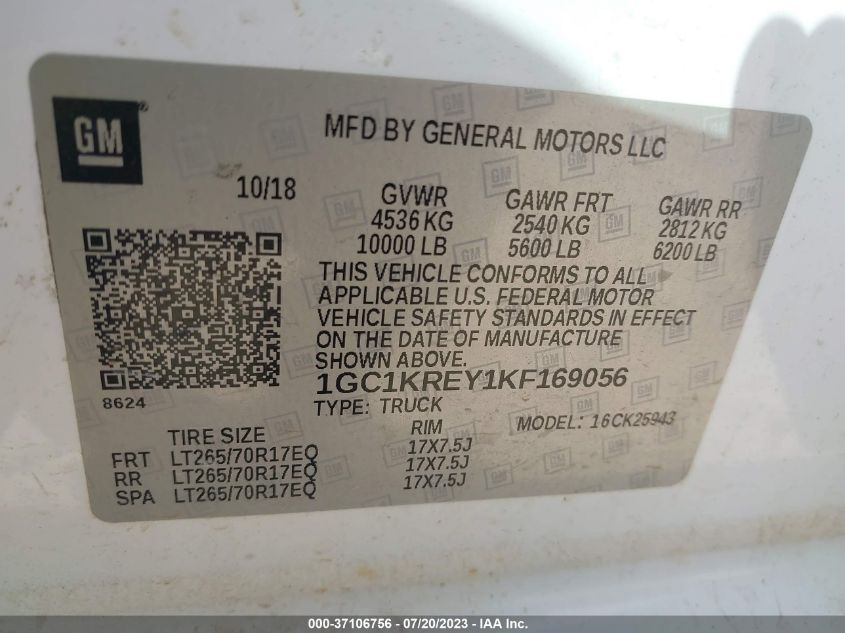 GM
MFD BY GENERAL MOTORS LLC
10/18
GVWR
4536 KG
10000 LB
GAWR FRT
2540 KG
5600 LB
GAWR RR
2812 KG
6200 LB
THIS VEHICLE CONFORMS TO ALL
APPLICABLE U.S. FEDERAL MOTOR
VEHICLE SAFETY STANDARDS IN EFFECT
ON THE DATE OF MANUFACTURE
SHOWN ABOVE.
1GC1KREY1KF169056
8624
TYPE: TRUCK
MODEL: 16CK25943
TIRE SIZE
RIM
FRT LT265/70R17EQ 17X7.5J
RR LT265/70R17EQ 17X7.5J
SPA LT265/70R17EQ 17X7.5J
000-37106756 - 07/20/2023 - IAA Inc.